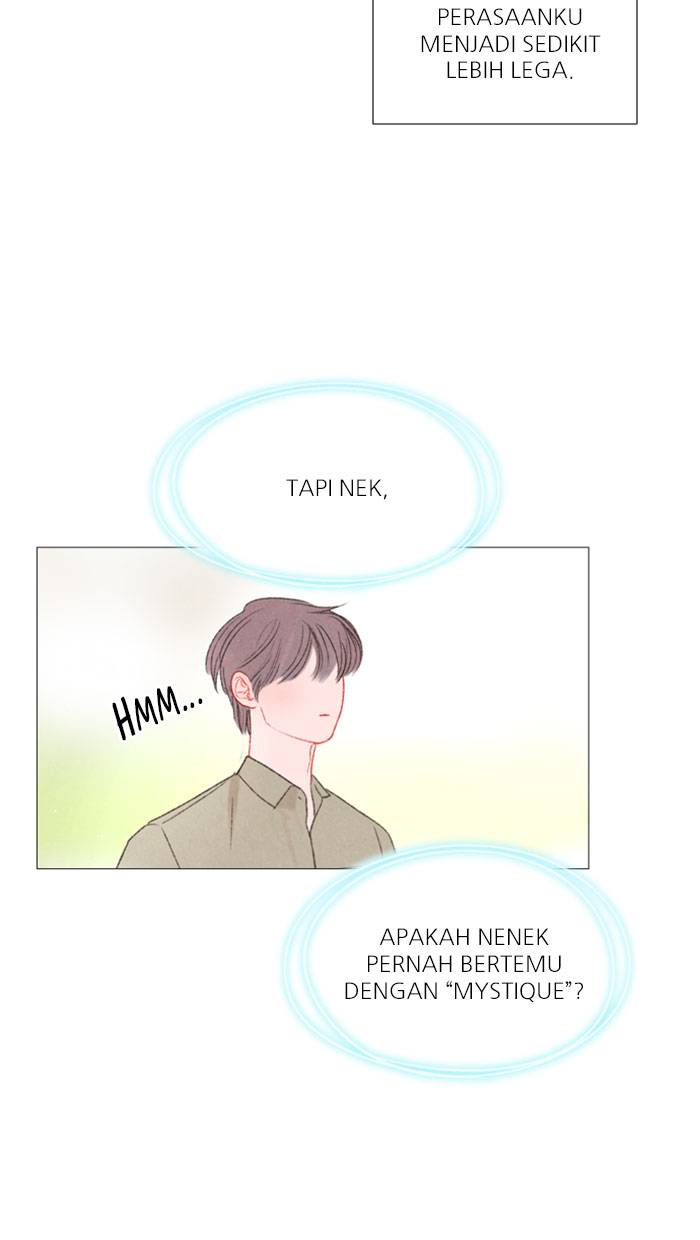 PERASAANKU
MENJADI SEDIKIT
LEBIH LEGA.
TAPI NEK,
HMM...
APAKAH NENEK
PERNAH BERTEMU
DENGAN “MYSTIQUE”?